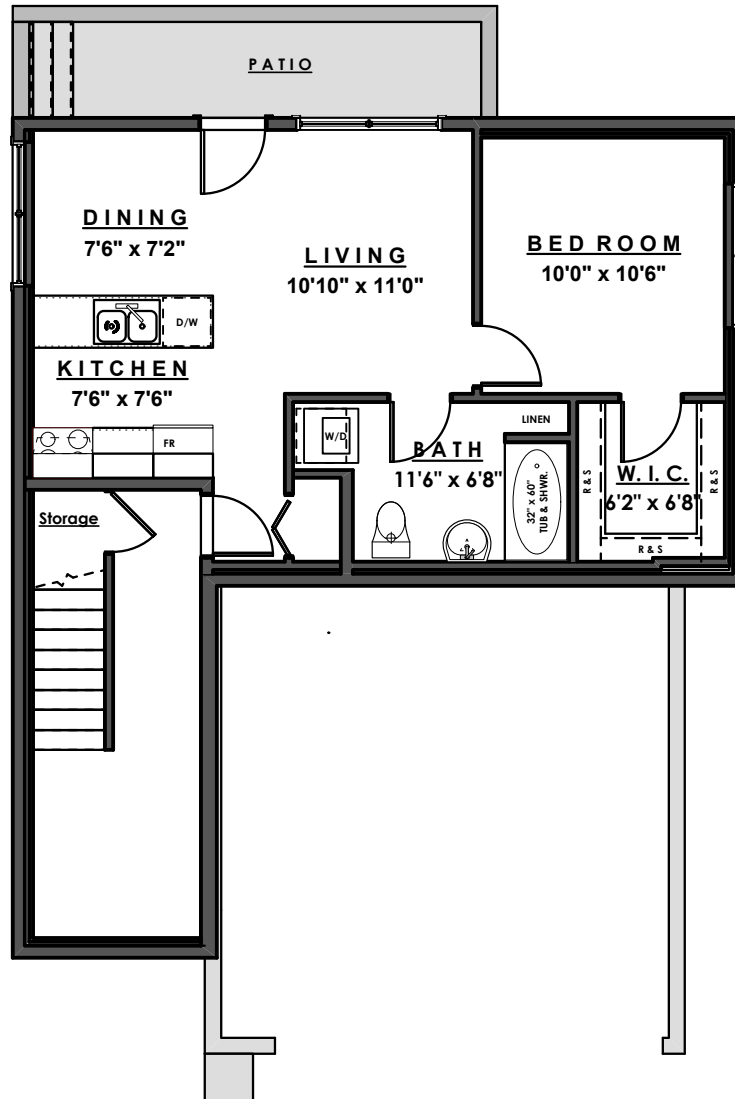 PATIO
DINING
7'6" x 7'2"
LIVING
10'10" x 11'0"
BED ROOM
10'0" x 10'6"
D/W
KITCHEN
7'6" x 7'6"
FR
W/D
LINEN
BATH
11'6" x 6'8"
32" x 60"
TUB & SHWR.
R & S
W. I. C.
6'2" x 6'8"
R & S
R & S
Storage